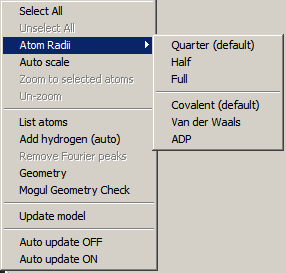 Select All
Unselect All
Atom Radii
Auto scale
Zoom to selected atoms
Un-zoom
List atoms
Add hydrogen (auto)
Remove Fourier peaks
Geometry
Mogul Geometry Check
Update model
Auto update OFF
Auto update ON
Quarter (default)
Half
Full
Covalent (default)
Van der Waals
ADP